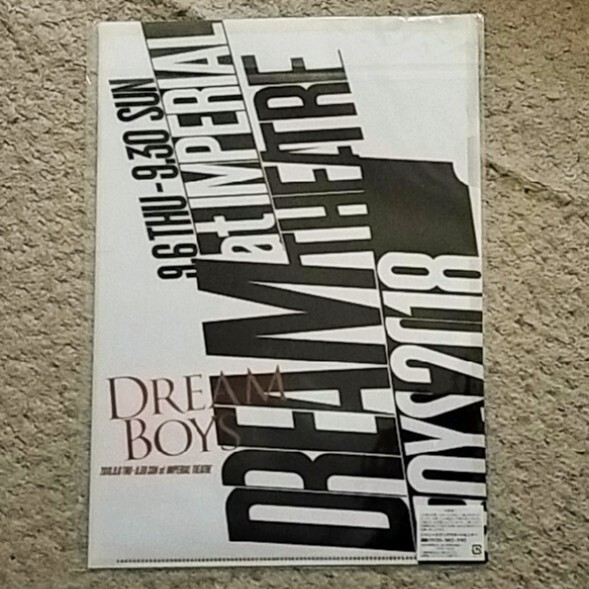 9.6 THU - 9.30 SUN
at IMPERIAL
THEATRE
DREAM
BOYS 2018
DREAM
BOYS
2018.9.6 THU - 9.30 SUN at IMPERIAL THEATRE